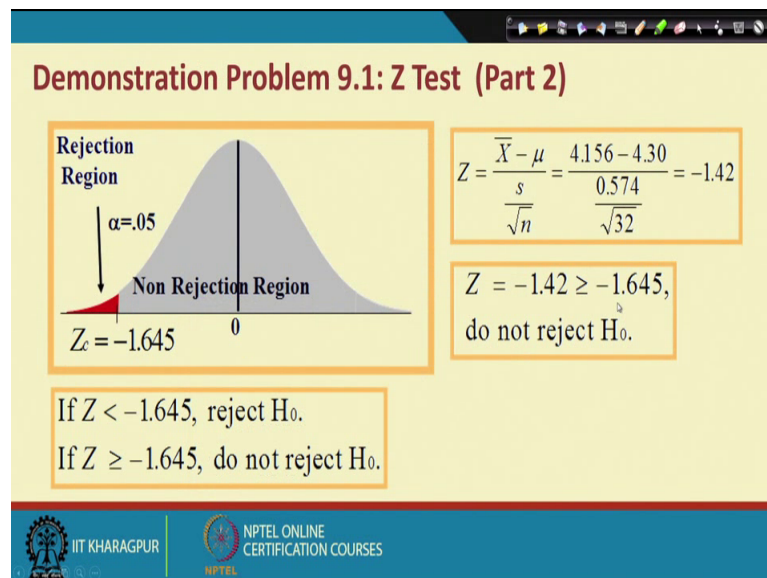 Demonstration Problem 9.1: Z Test (Part 2)
Rejection
Region
α=.05
Non Rejection Region
Zc = −1.645
0
Z = (X̅ − μ)/(s/√n) = (4.156 − 4.30)/(0.574/√32) = −1.42
Z = −1.42 ≥ −1.645,
do not reject H₀.
If Z < −1.645, reject H₀.
If Z ≥ −1.645, do not reject H₀.
IIT KHARAGPUR
NPTEL
NPTEL ONLINE
CERTIFICATION COURSES